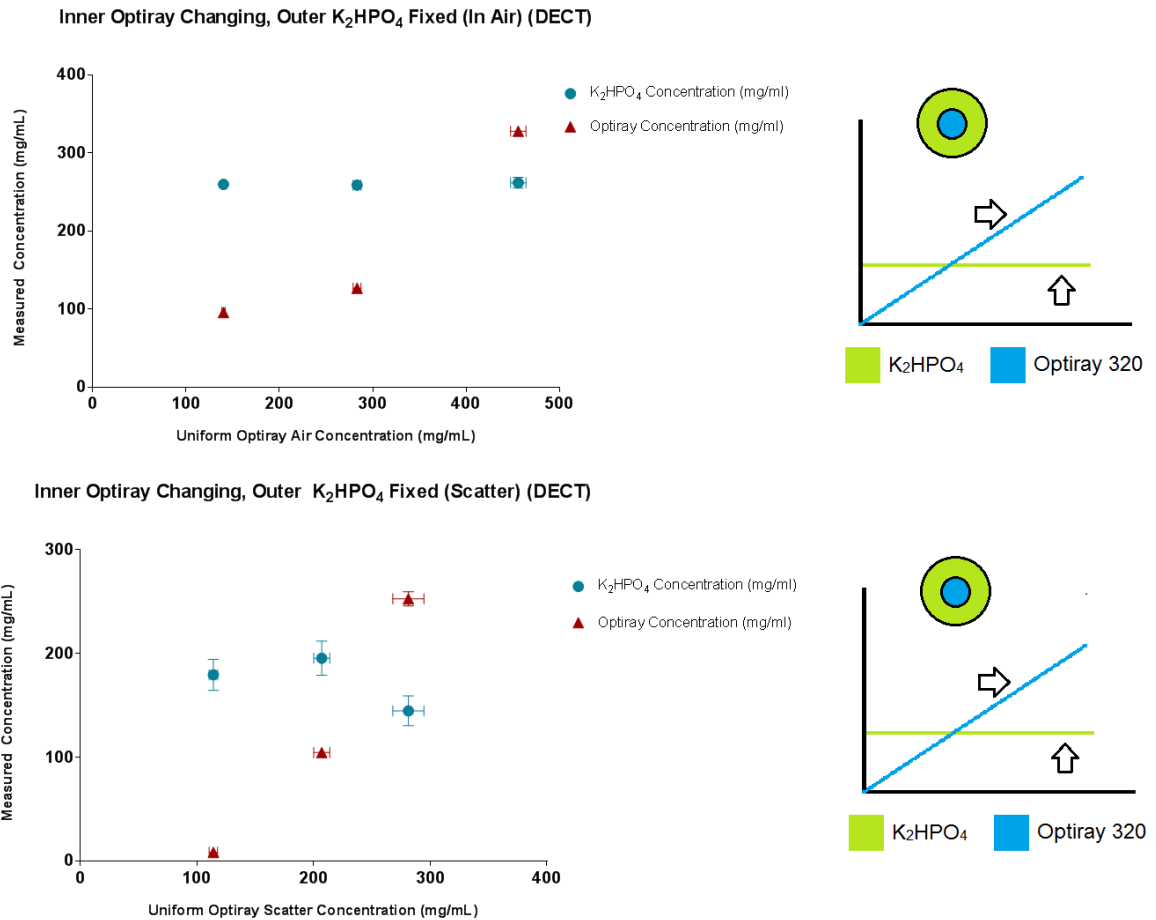 Inner Optiray Changing, Outer K₂HPO₄ Fixed (In Air) (DECT)
400
300
200
100
0
Measured Concentration (mg/mL)
0 100 200 300 400 500
Uniform Optiray Air Concentration (mg/mL)
K₂HPO₄ Concentration (mg/ml)
Optiray Concentration (mg/ml)
K₂HPO₄ Optiray 320
Inner Optiray Changing, Outer K₂HPO₄ Fixed (Scatter) (DECT)
300
200
100
0
Measured Concentration (mg/mL)
0 100 200 300 400
Uniform Optiray Scatter Concentration (mg/mL)
K₂HPO₄ Concentration (mg/ml)
Optiray Concentration (mg/ml)
K₂HPO₄ Optiray 320